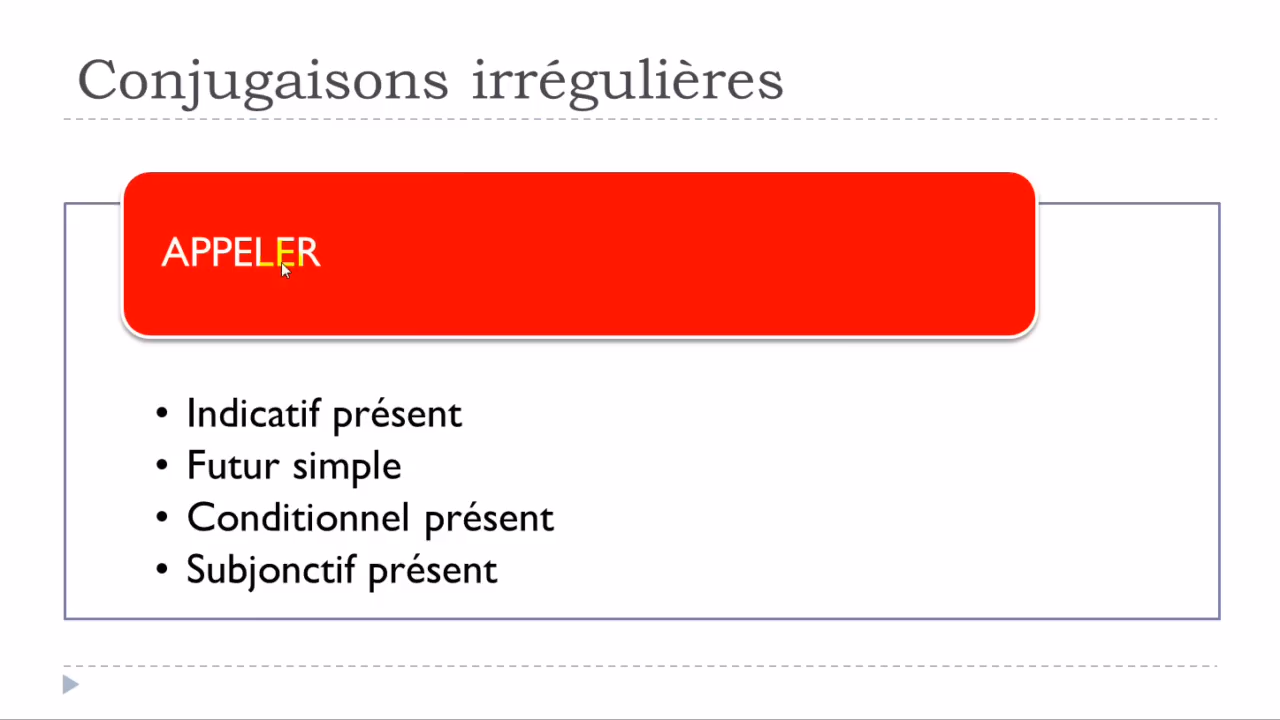 Conjugaisons irrégulières
APPELER
• Indicatif présent
• Futur simple
• Conditionnel présent
• Subjonctif présent